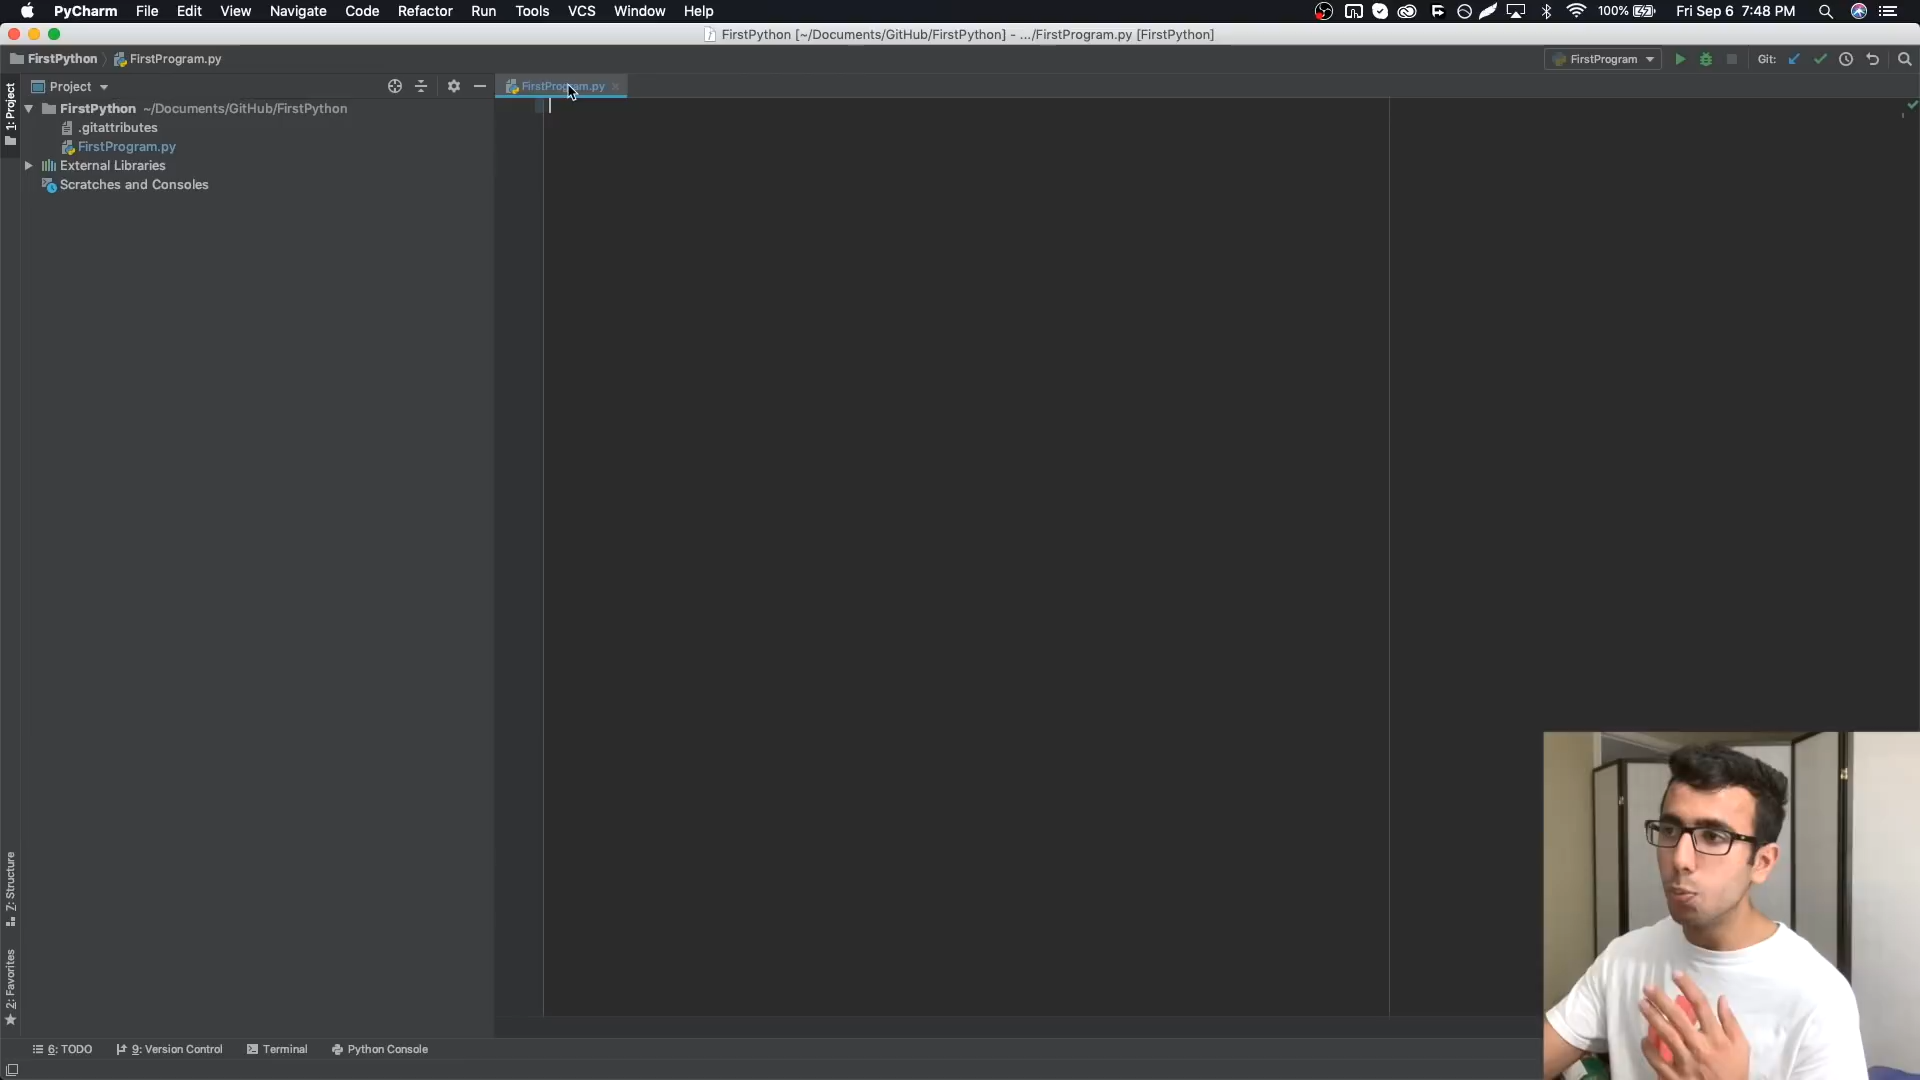 PyCharm File Edit View Navigate Code Refactor Run Tools VCS Window Help 100% Fri Sep 6 7:48 PM
FirstPython [~/Documents/GitHub/FirstPython] - .../FirstProgram.py [FirstPython]
FirstPython FirstProgram.py FirstProgram Git:
Project FirstProgram.py
1: Project
FirstPython ~/Documents/GitHub/FirstPython
.gitattributes
FirstProgram.py
External Libraries
Scratches and Consoles
Z: Structure
2: Favorites
6: TODO 9: Version Control Terminal Python Console